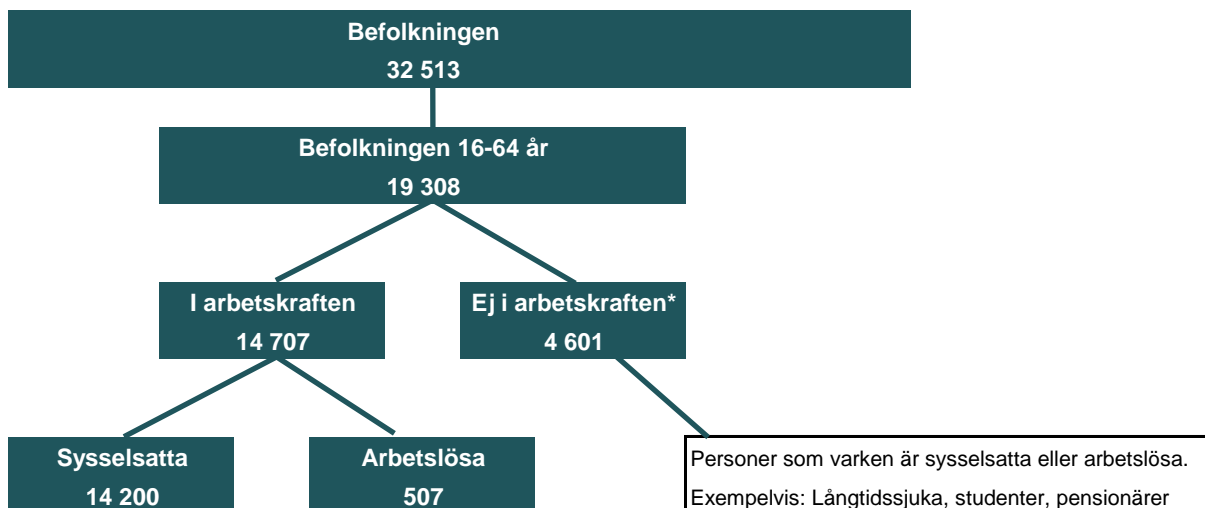 Befolkningen
32 513
Befolkningen 16-64 år
19 308
I arbetskraften
14 707
Ej i arbetskraften*
4 601
Sysselsatta
14 200
Arbetslösa
507
Personer som varken är sysselsatta eller arbetslösa.
Exempelvis: Långtidssjuka, studenter, pensionärer